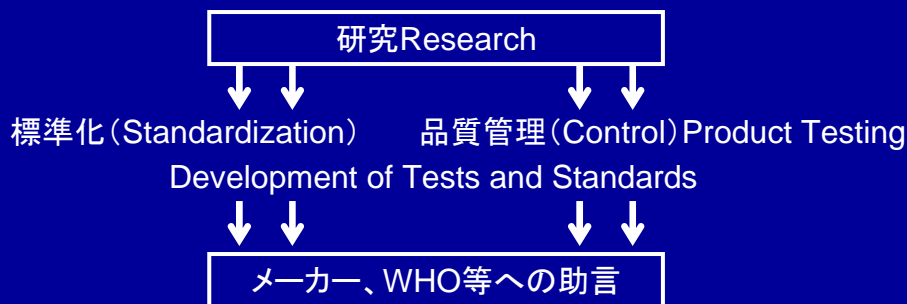 研究Research
標準化（Standardization）　品質管理（Control）Product Testing
Development of Tests and Standards
メーカー、WHO等への助言